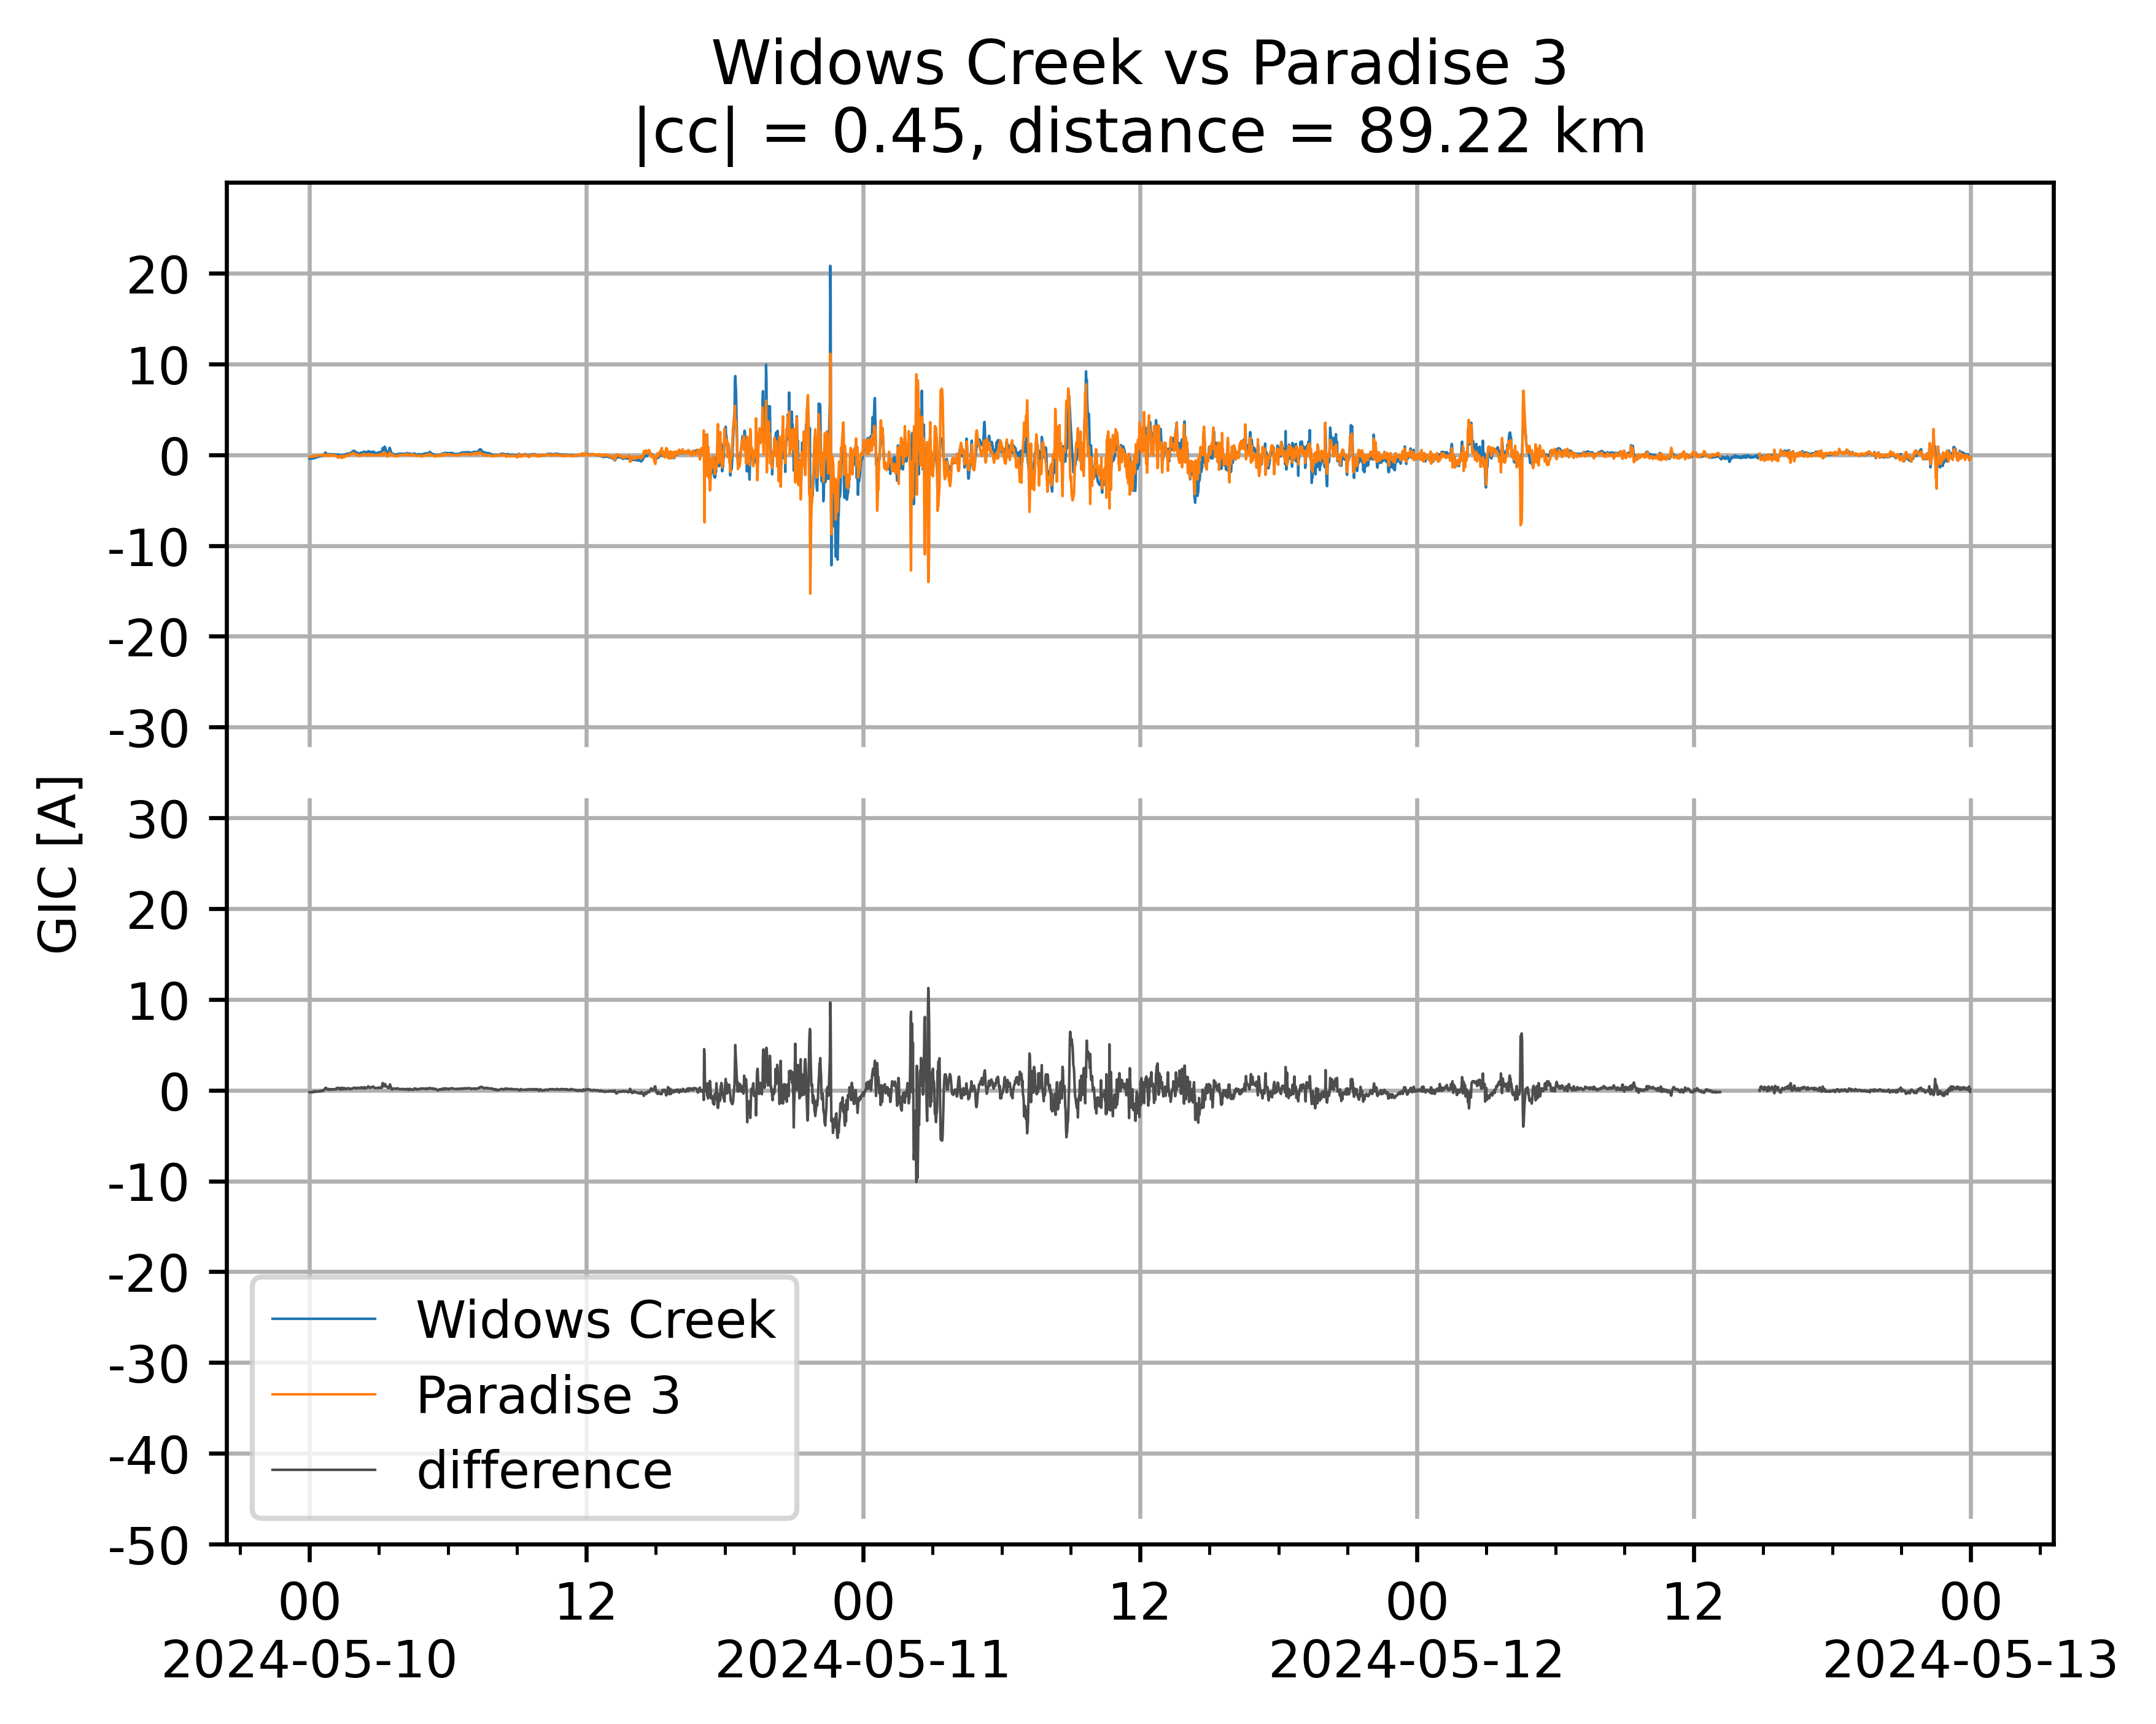 Widows Creek vs Paradise 3
|cc| = 0.45, distance = 89.22 km
GIC [A]
20
10
0
-10
-20
-30
30
20
10
0
-10
-20
-30
-40
-50
Widows Creek
Paradise 3
difference
00 12 00 12 00 12 00
2024-05-10 2024-05-11 2024-05-12 2024-05-13